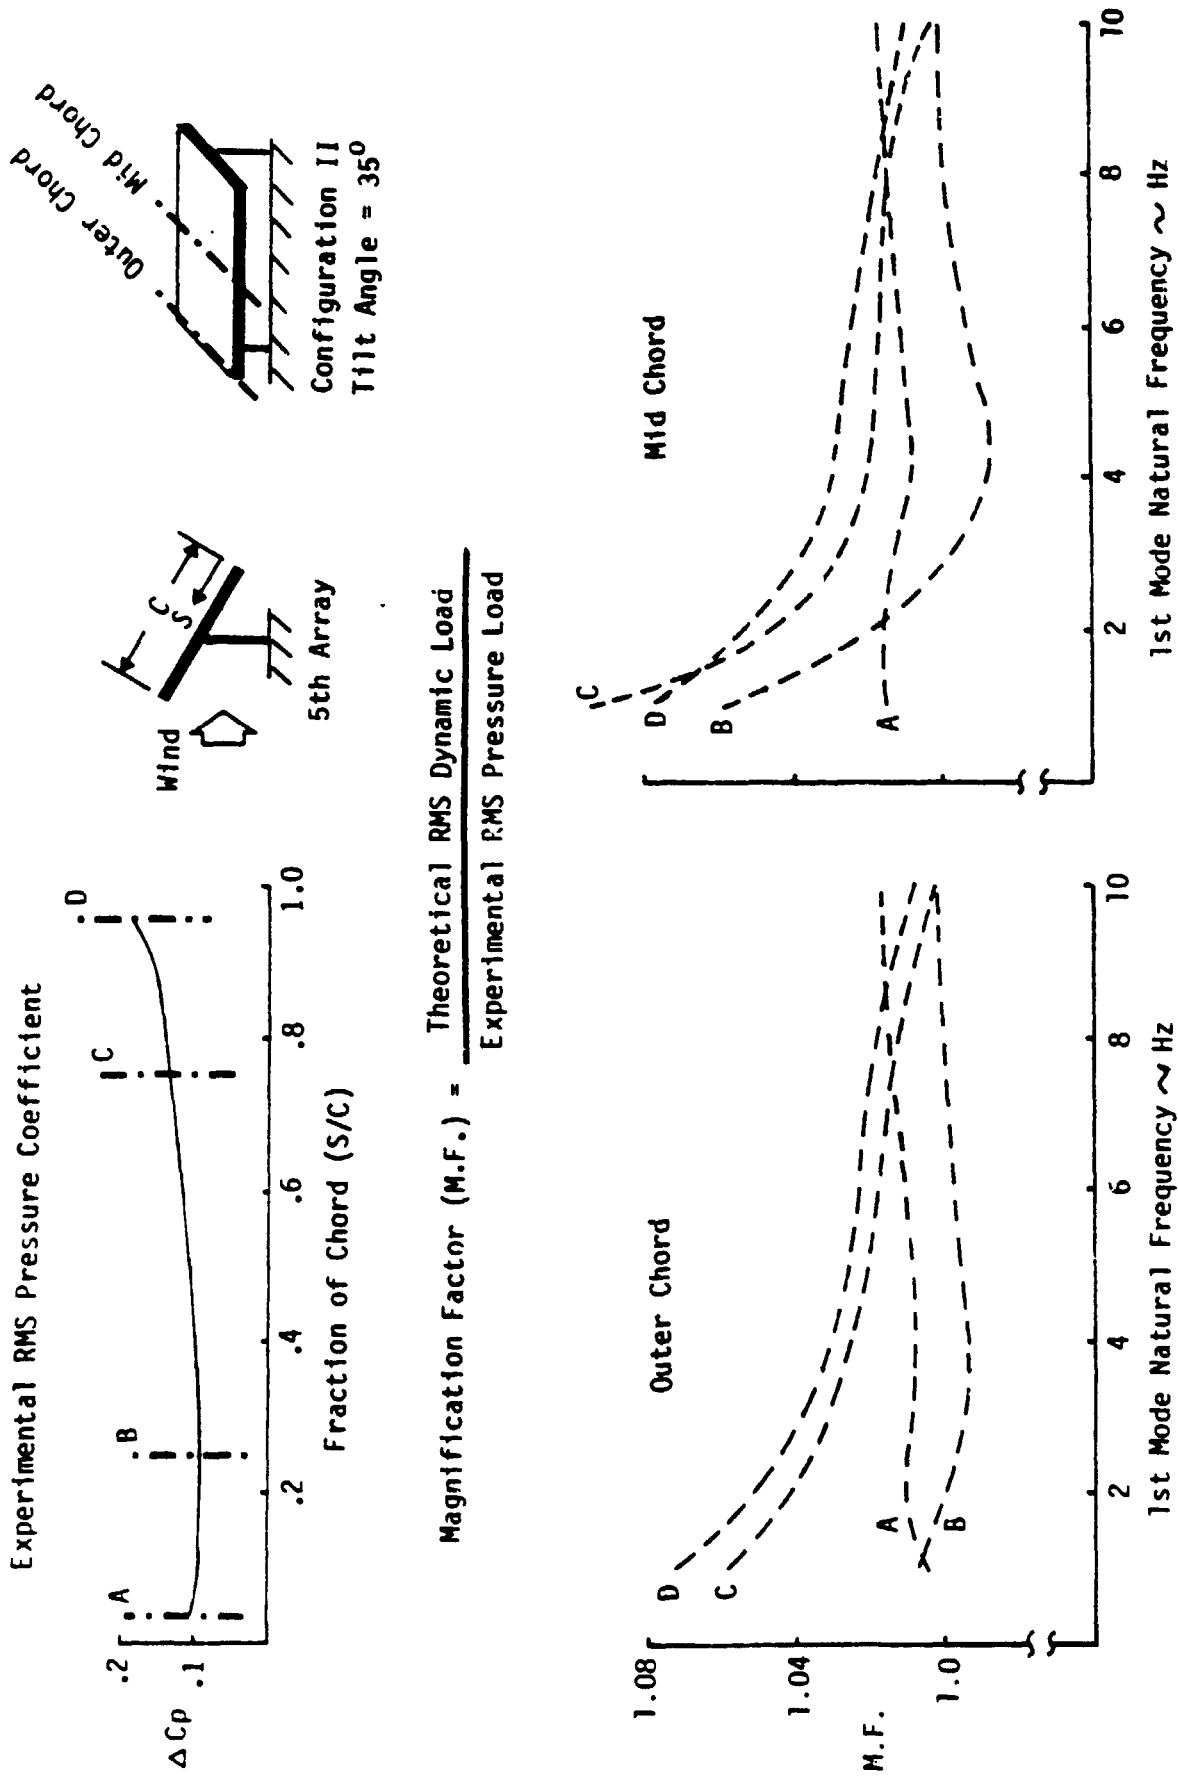 Experimental RMS Pressure Coefficient
.2
.1
Δ Cp
A
B
C
D
.2
.4
.6
.8
1.0
Fraction of Chord (S/C)
Wind
S
C
5th Array
Outer Chord
Mid Chord
Configuration II
Tilt Angle = 35⁰
Magnification Factor (M.F.) =
Theoretical RMS Dynamic Load
Experimental RMS Pressure Load
Outer Chord
1.08
1.04
1.0
M.F.
D
C
A
B
2
4
6
8
10
1st Mode Natural Frequency ~ Hz
Mid Chord
C
D
B
A
2
4
6
8
10
1st Mode Natural Frequency ~ Hz